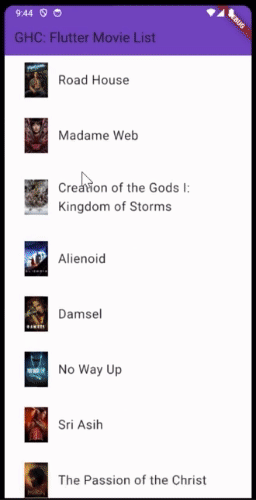 9:44
DEBUG
GHC: Flutter Movie List
Road House
Madame Web
Creation of the Gods I:
Kingdom of Storms
Alienoid
Damsel
No Way Up
Sri Asih
The Passion of the Christ